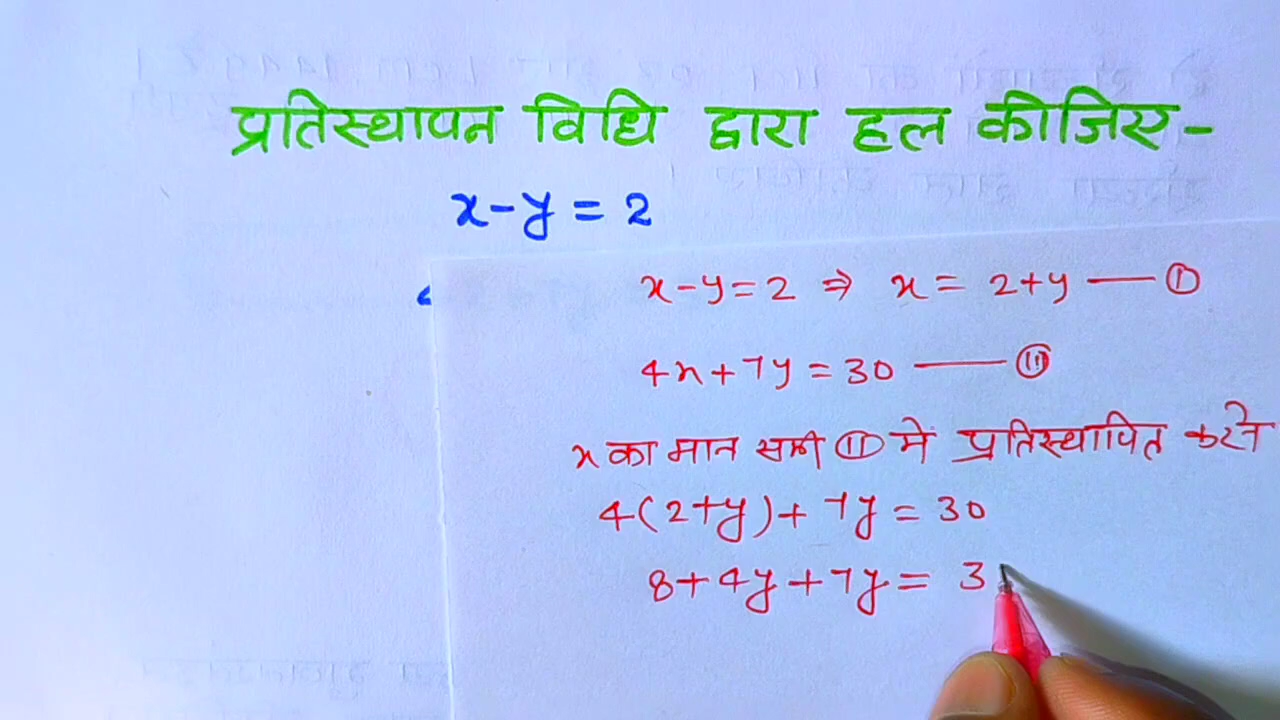 प्रतिस्थापन विधि द्वारा हल कीजिए-
x-y = 2
x-y=2 ⇒ x = 2+y —— ①
4x+7y = 30 —— ⑪
x का मान समी ⑪ मे प्रतिस्थापित करने
4(2+y)+ 7y = 30
8+4y+7y = 3